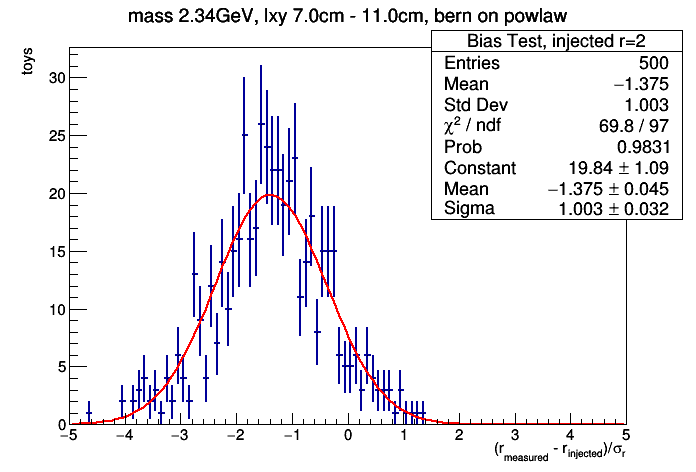 mass 2.34GeV, lxy 7.0cm - 11.0cm, bern on powlaw
Bias Test, injected r=2
Entries 500
Mean −1.375
Std Dev 1.003
χ² / ndf 69.8 / 97
Prob 0.9831
Constant 19.84 ± 1.09
Mean −1.375 ± 0.045
Sigma 1.003 ± 0.032
toys
30
25
20
15
10
5
0
−5 −4 −3 −2 −1 0 1 2 3 4 5
(r_measured - r_injected)/σ_r